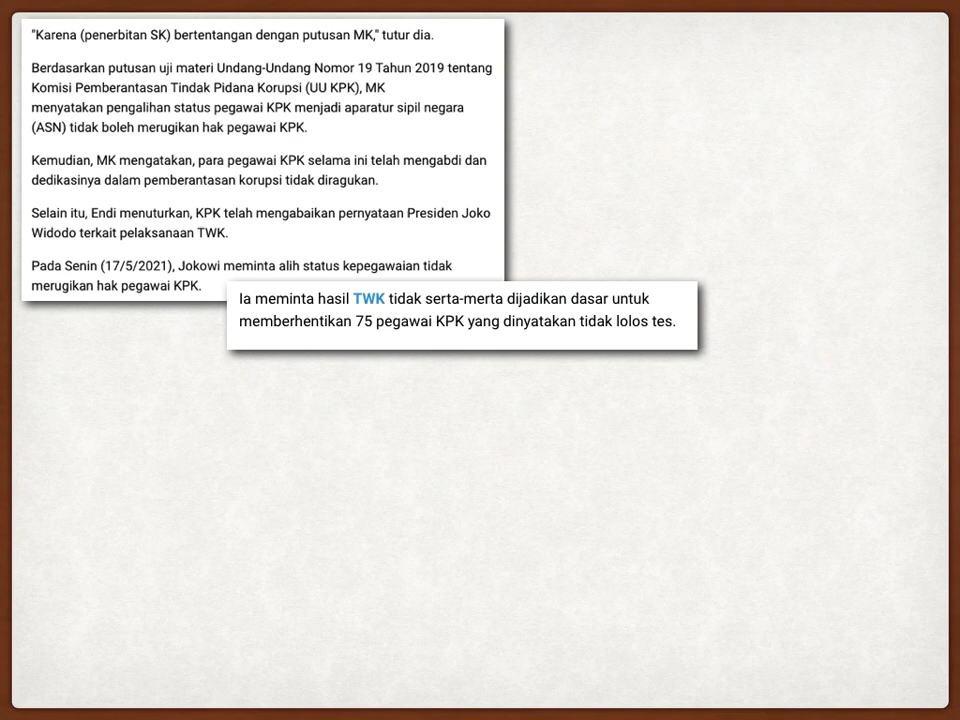 "Karena (penerbitan SK) bertentangan dengan putusan MK," tutur dia.
Berdasarkan putusan uji materi Undang-Undang Nomor 19 Tahun 2019 tentang
Komisi Pemberantasan Tindak Pidana Korupsi (UU KPK), MK
menyatakan pengalihan status pegawai KPK menjadi aparatur sipil negara
(ASN) tidak boleh merugikan hak pegawai KPK.
Kemudian, MK mengatakan, para pegawai KPK selama ini telah mengabdi dan
dedikasinya dalam pemberantasan korupsi tidak diragukan.
Selain itu, Endi menuturkan, KPK telah mengabaikan pernyataan Presiden Joko
Widodo terkait pelaksanaan TWK.
Pada Senin (17/5/2021), Jokowi meminta alih status kepegawaian tidak
merugikan hak pegawai KPK.
Ia meminta hasil TWK tidak serta-merta dijadikan dasar untuk
memberhentikan 75 pegawai KPK yang dinyatakan tidak lolos tes.